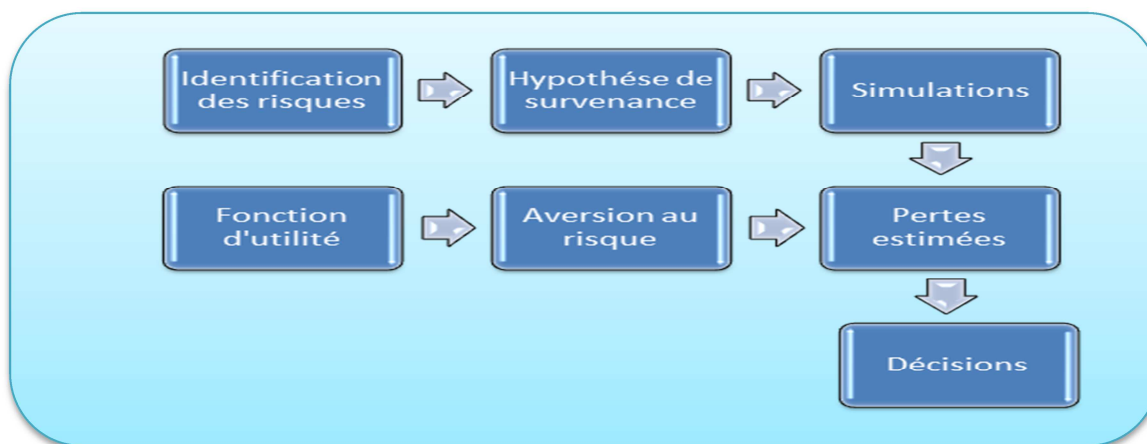 Identification
des risques
Hypothése de
survenance
Simulations
Fonction
d'utilité
Aversion au
risque
Pertes
estimées
Décisions